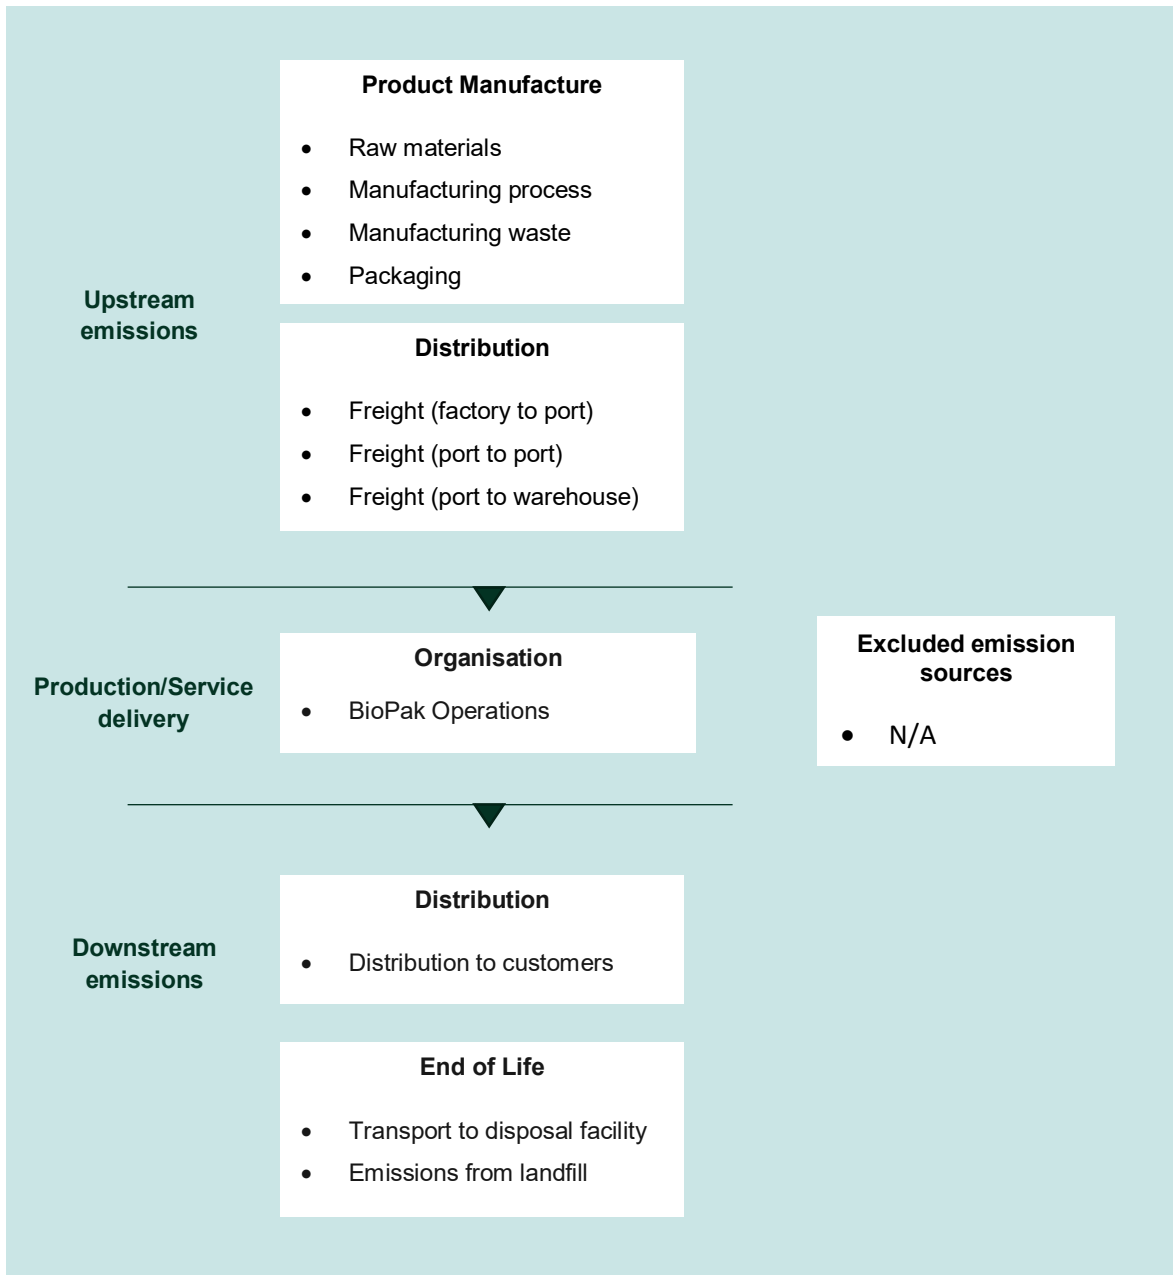 Product Manufacture
• Raw materials
• Manufacturing process
• Manufacturing waste
• Packaging
Upstream
emissions
Distribution
• Freight (factory to port)
• Freight (port to port)
• Freight (port to warehouse)
Production/Service
delivery
Organisation
• BioPak Operations
Excluded emission
sources
• N/A
Downstream
emissions
Distribution
• Distribution to customers
End of Life
• Transport to disposal facility
• Emissions from landfill